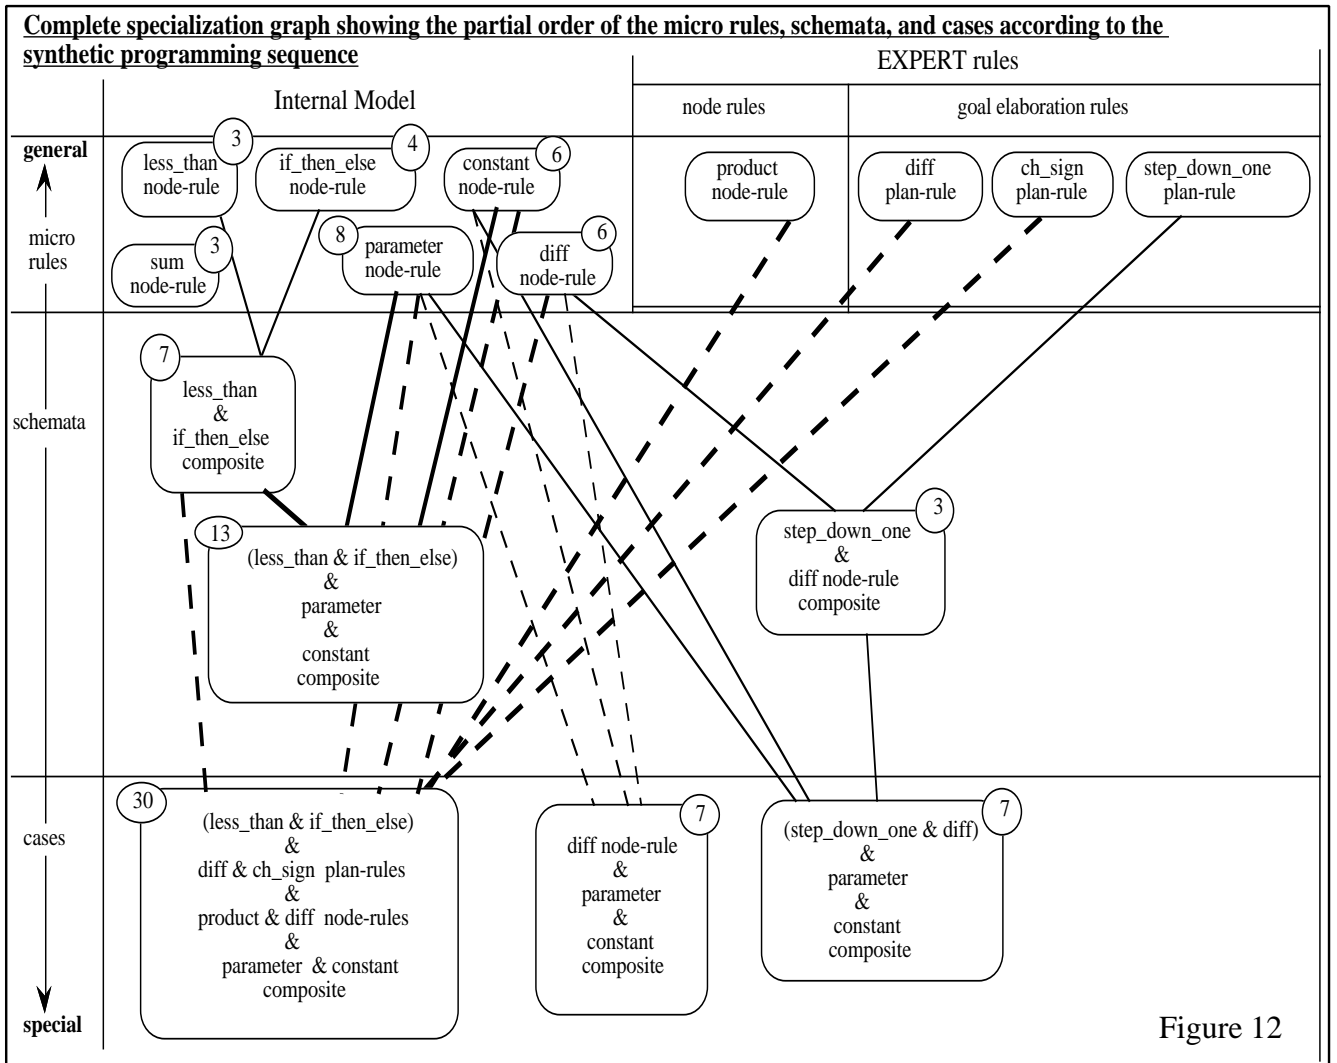 Complete specialization graph showing the partial order of the micro rules, schemata, and cases according to the
synthetic programming sequence
EXPERT rules
Internal Model
node rules
goal elaboration rules
general
micro
rules
schemata
cases
special
3
less_than
node-rule
4
if_then_else
node-rule
6
constant
node-rule
product
node-rule
diff
plan-rule
ch_sign
plan-rule
step_down_one
plan-rule
3
sum
node-rule
8
parameter
node-rule
6
diff
node-rule
7
less_than
&
if_then_else
composite
13
(less_than & if_then_else)
&
parameter
&
constant
composite
3
step_down_one
&
diff node-rule
composite
30
(less_than & if_then_else)
&
diff & ch_sign plan-rules
&
product & diff node-rules
&
parameter & constant
composite
7
diff node-rule
&
parameter
&
constant
composite
7
(step_down_one & diff)
&
parameter
&
constant
composite
Figure 12